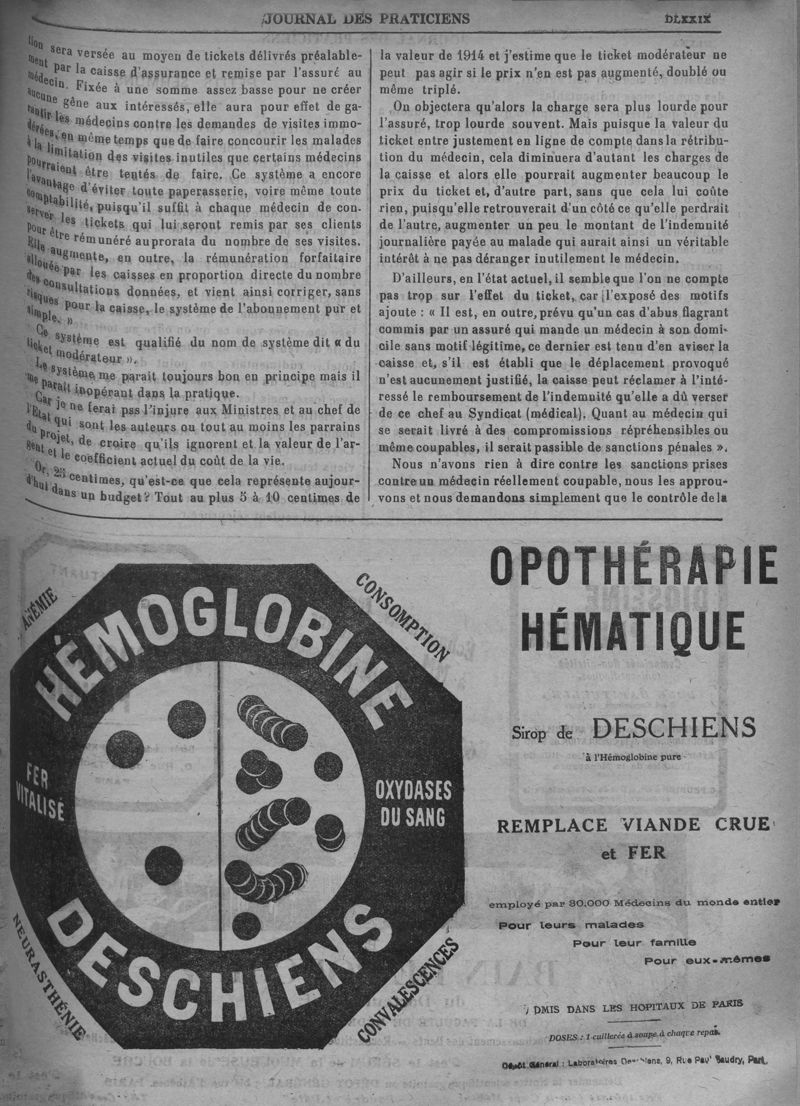 JOURNAL DES PRATICIENS
DLXXIX
tion sera versée au moyen de tickets délivrés préalable-
ment par la caisse d'assurance et remise par l'assuré au
médecin. Fixée à une somme assez basse pour ne créer
aucune gêne aux intéressés, elle aura pour effet de ga-
rantir les médecins contre les demandes de visites immo-
dérées, en même temps que de faire concourir les malades
à la limitation des visites inutiles que certains médecins
pourraient être tentés de faire. Ce système a encore
l'avantage d'éviter toute paperasserie, voire même toute
comptabilité, puisqu'il suffit à chaque médecin de con-
server les tickets qui lui seront remis par ses clients
pour être rémunéré au prorata du nombre de ses visites.
Elle augmente, en outre, la rémunération forfaitaire
allouée par les caisses en proportion directe du nombre
des consultations données, et vient ainsi corriger, sans
risques pour la caisse, le système de l'abonnement pur et
simple. »
Ce système est qualifié du nom de système dit « du
ticket modérateur ».
Le système me parait toujours bon en principe mais il
me parait inopérant dans la pratique.
Car je ne ferai pss l'injure aux Ministres et au chef de
l'Etat qui sont les auteurs ou tout au moins les parrains
du projet, de croire qu'ils ignorent et la valeur de l'ar-
gent et le coefficient actuel du coût de la vie.
Or, 25 centimes, qu'est-ce que cela représente aujour-
d'hui dans un budget ? Tout au plus 5 à 10 centimes de
la valeur de 1914 et j'estime que le ticket modérateur ne
peut pas agir si le prix n'en est pas augmenté, doublé ou
même triplé.
On objectera qu'alors la charge sera plus lourde pour
l'assuré, trop lourde souvent. Mais puisque la valeur du
ticket entre justement en ligne de compte dans la rétribu-
tion du médecin, cela diminuera d'autant les charges de
la caisse et alors elle pourrait augmenter beaucoup le
prix du ticket et, d'autre part, sans que cela lui coûte
rien, puisqu'elle retrouverait d'un côté ce qu'elle perdrait
de l'autre, augmenter un peu le montant de l'indemnité
journalière payée au malade qui aurait ainsi un véritable
intérêt à ne pas déranger inutilement le médecin.
D'ailleurs, en l'état actuel, il semble que l'on ne compte
pas trop sur l'effet du ticket, car l'exposé des motifs
ajoute : « Il est, en outre, prévu qu'un cas d'abus flagrant
commis par un assuré qui mande un médecin à son domi-
cile sans motif légitime, ce dernier est tenu d'en aviser la
caisse et, s'il est établi que le déplacement provoqué
n'est aucunement justifié, la caisse peut réclamer à l'inté-
ressé le remboursement de l'indemnité qu'elle a dû verser
de ce chef au Syndicat (médical). Quant au médecin qui
se serait livré à des compromissions répréhensibles ou
même coupables, il serait passible de sanctions pénales ».
Nous n'avons rien à dire contre les sanctions prises
contre un médecin réellement coupable, nous les approu-
vons et nous demandons simplement que le contrôle de la
ANÉMIE
CONSOMPTION
HÉMOGLOBINE
FER
VITALISÉ
OXYDASES
DU SANG
DESCHIENS
NEURASTHÉNIE
CONVALESCENCES
OPOTHÉRAPIE
HÉMATIQUE
Sirop de DESCHIENS
à l'Hémoglobine pure
REMPLACE VIANDE CRUE
et FER
employé par 30.000 Médecins du monde entier
Pour leurs malades
Pour leur famille
Pour eux-mêmes
DMIS DANS LES HOPITAUX DE PARIS
DOSES : 1 cuillerée à soupe à chaque repas.
Dépôt Général : Laboratoires Deschiens, 9, Rue Paul Baudry, Paris